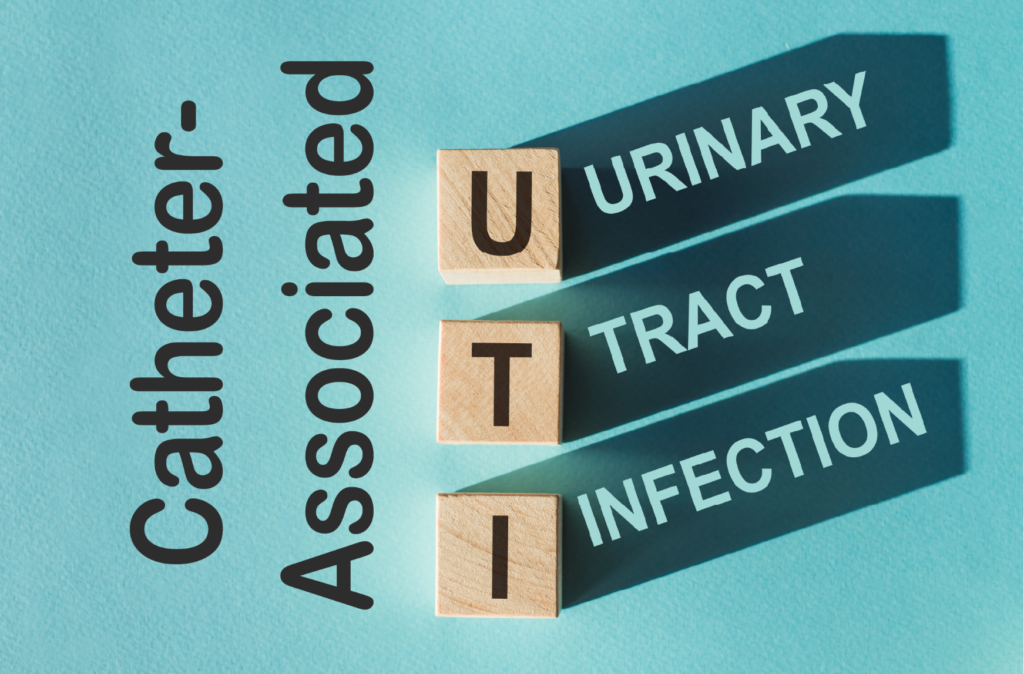 Catheter-
Associated
U URINARY
T TRACT
I INFECTION